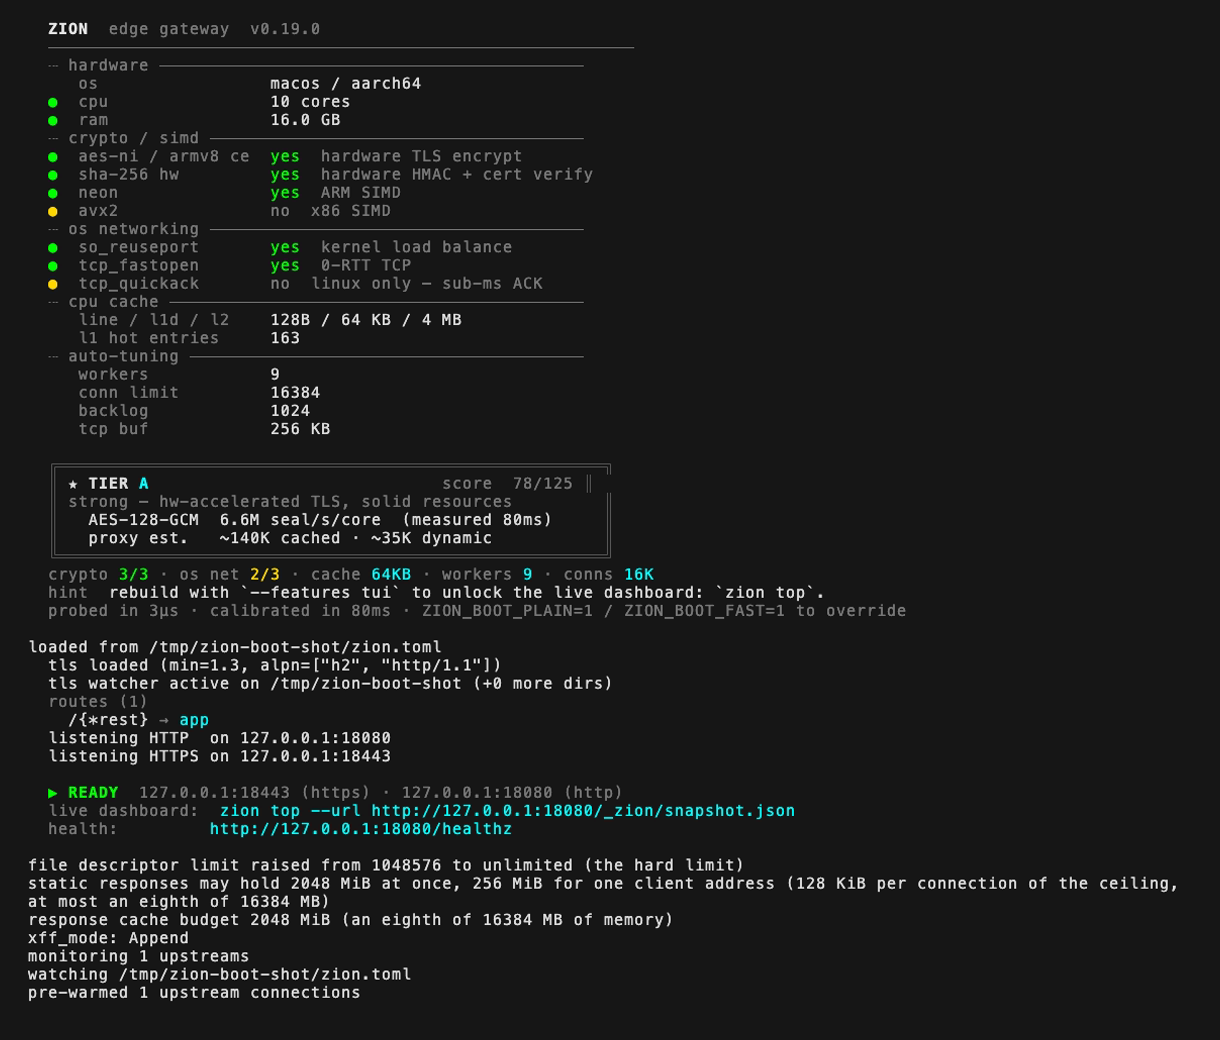 ZION edge gateway v0.19.0
-- hardware
os macos / aarch64
● cpu 10 cores
● ram 16.0 GB
-- crypto / simd
● aes-ni / armv8 ce yes hardware TLS encrypt
● sha-256 hw yes hardware HMAC + cert verify
● neon yes ARM SIMD
● avx2 no x86 SIMD
-- os networking
● so_reuseport yes kernel load balance
● tcp_fastopen yes 0-RTT TCP
● tcp_quickack no linux only — sub-ms ACK
-- cpu cache
line / l1d / l2 128B / 64 KB / 4 MB
l1 hot entries 163
-- auto-tuning
workers 9
conn limit 16384
backlog 1024
tcp buf 256 KB
★ TIER A score 78/125
strong — hw-accelerated TLS, solid resources
AES-128-GCM 6.6M seal/s/core (measured 80ms)
proxy est. ~140K cached · ~35K dynamic
crypto 3/3 · os net 2/3 · cache 64KB · workers 9 · conns 16K
hint rebuild with `--features tui` to unlock the live dashboard: `zion top`.
probed in 3µs · calibrated in 80ms · ZION_BOOT_PLAIN=1 / ZION_BOOT_FAST=1 to override
loaded from /tmp/zion-boot-shot/zion.toml
tls loaded (min=1.3, alpn=["h2", "http/1.1"])
tls watcher active on /tmp/zion-boot-shot (+0 more dirs)
routes (1)
/{*rest} → app
listening HTTP on 127.0.0.1:18080
listening HTTPS on 127.0.0.1:18443
▶ READY 127.0.0.1:18443 (https) · 127.0.0.1:18080 (http)
live dashboard: zion top --url http://127.0.0.1:18080/_zion/snapshot.json
health: http://127.0.0.1:18080/healthz
file descriptor limit raised from 1048576 to unlimited (the hard limit)
static responses may hold 2048 MiB at once, 256 MiB for one client address (128 KiB per connection of the ceiling,
at most an eighth of 16384 MB)
response cache budget 2048 MiB (an eighth of 16384 MB of memory)
xff_mode: Append
monitoring 1 upstreams
watching /tmp/zion-boot-shot/zion.toml
pre-warmed 1 upstream connections